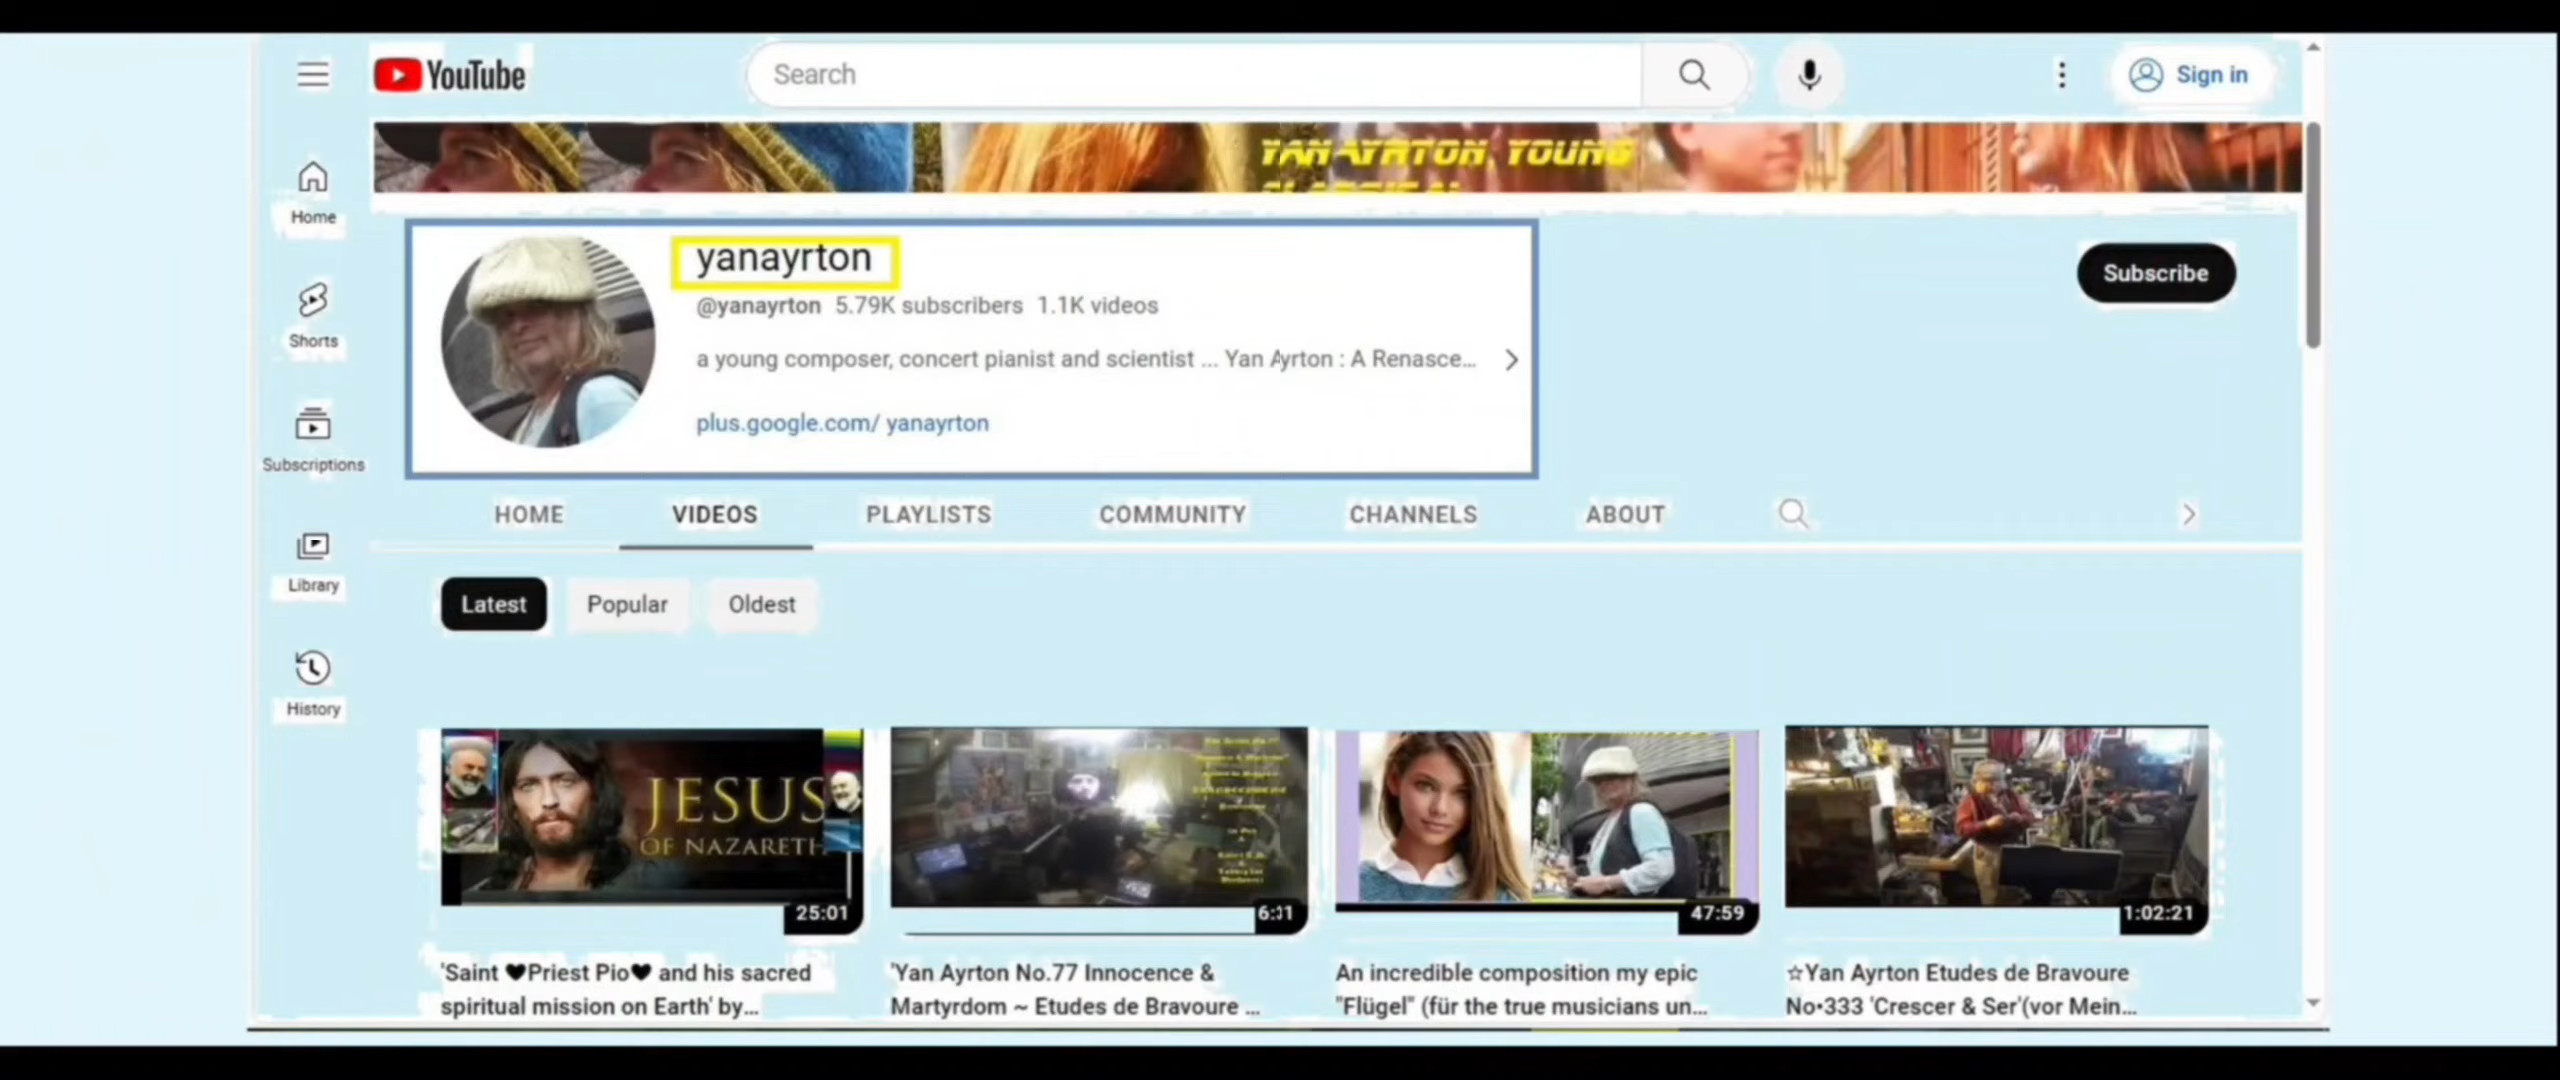 YouTube
Search
Sign in
YAN AYRTON, YOUNG
Home
yanayrton
Subscribe
@yanayrton 5.79K subscribers 1.1K videos
Shorts
a young composer, concert pianist and scientist ... Yan Ayrton : A Renasce...
plus.google.com/ yanayrton
Subscriptions
HOME VIDEOS PLAYLISTS COMMUNITY CHANNELS ABOUT
Library
Latest Popular Oldest
History
JESUS
OF NAZARETH
25:01 6:31 47:59 1:02:21
'Saint ♥Priest Pio♥ and his sacred
spiritual mission on Earth' by...
'Yan Ayrton No.77 Innocence &
Martyrdom ~ Etudes de Bravoure ...
An incredible composition my epic
"Flügel" (für the true musicians un...
☆Yan Ayrton Etudes de Bravoure
No•333 'Crescer & Ser'(vor Mein...